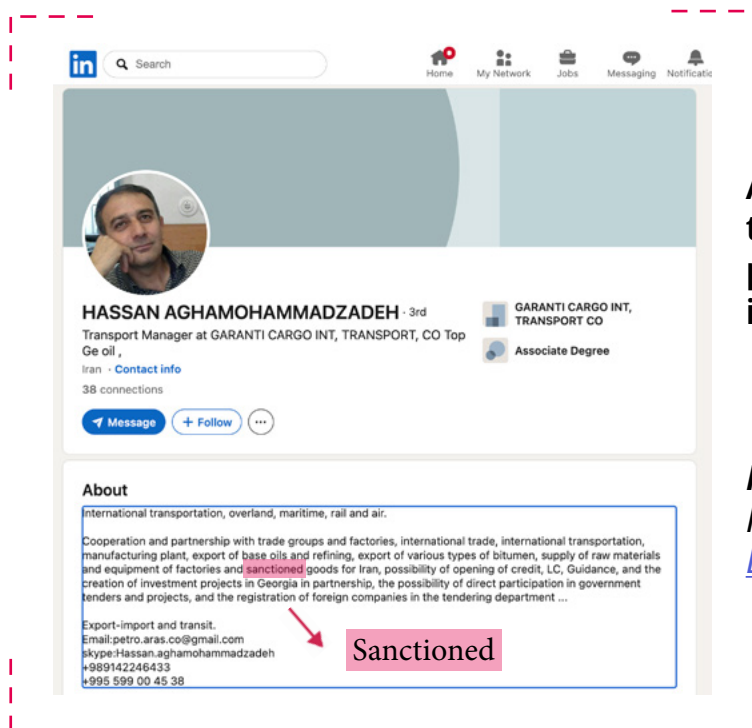 in
Search
Home
My Network
Jobs
Messaging
HASSAN AGHAMOHAMMADZADEH · 3rd
Transport Manager at GARANTI CARGO INT, TRANSPORT, CO Top
Ge oil ,
Iran · Contact info
38 connections
Message
+ Follow
GARANTI CARGO INT,
TRANSPORT CO
Associate Degree
About
International transportation, overland, maritime, rail and air.
Cooperation and partnership with trade groups and factories, international trade, international transportation,
manufacturing plant, export of base oils and refining, export of various types of bitumen, supply of raw materials
and equipment of factories and sanctioned goods for Iran, possibility of opening of credit, LC, Guidance, and the
creation of investment projects in Georgia in partnership, the possibility of direct participation in government
tenders and projects, and the registration of foreign companies in the tendering department ...
Export-import and transit.
Email:petro.aras.co@gmail.com
skype:Hassan.aghamohammadzadeh
+989142246433
+995 599 00 45 38
Sanctioned